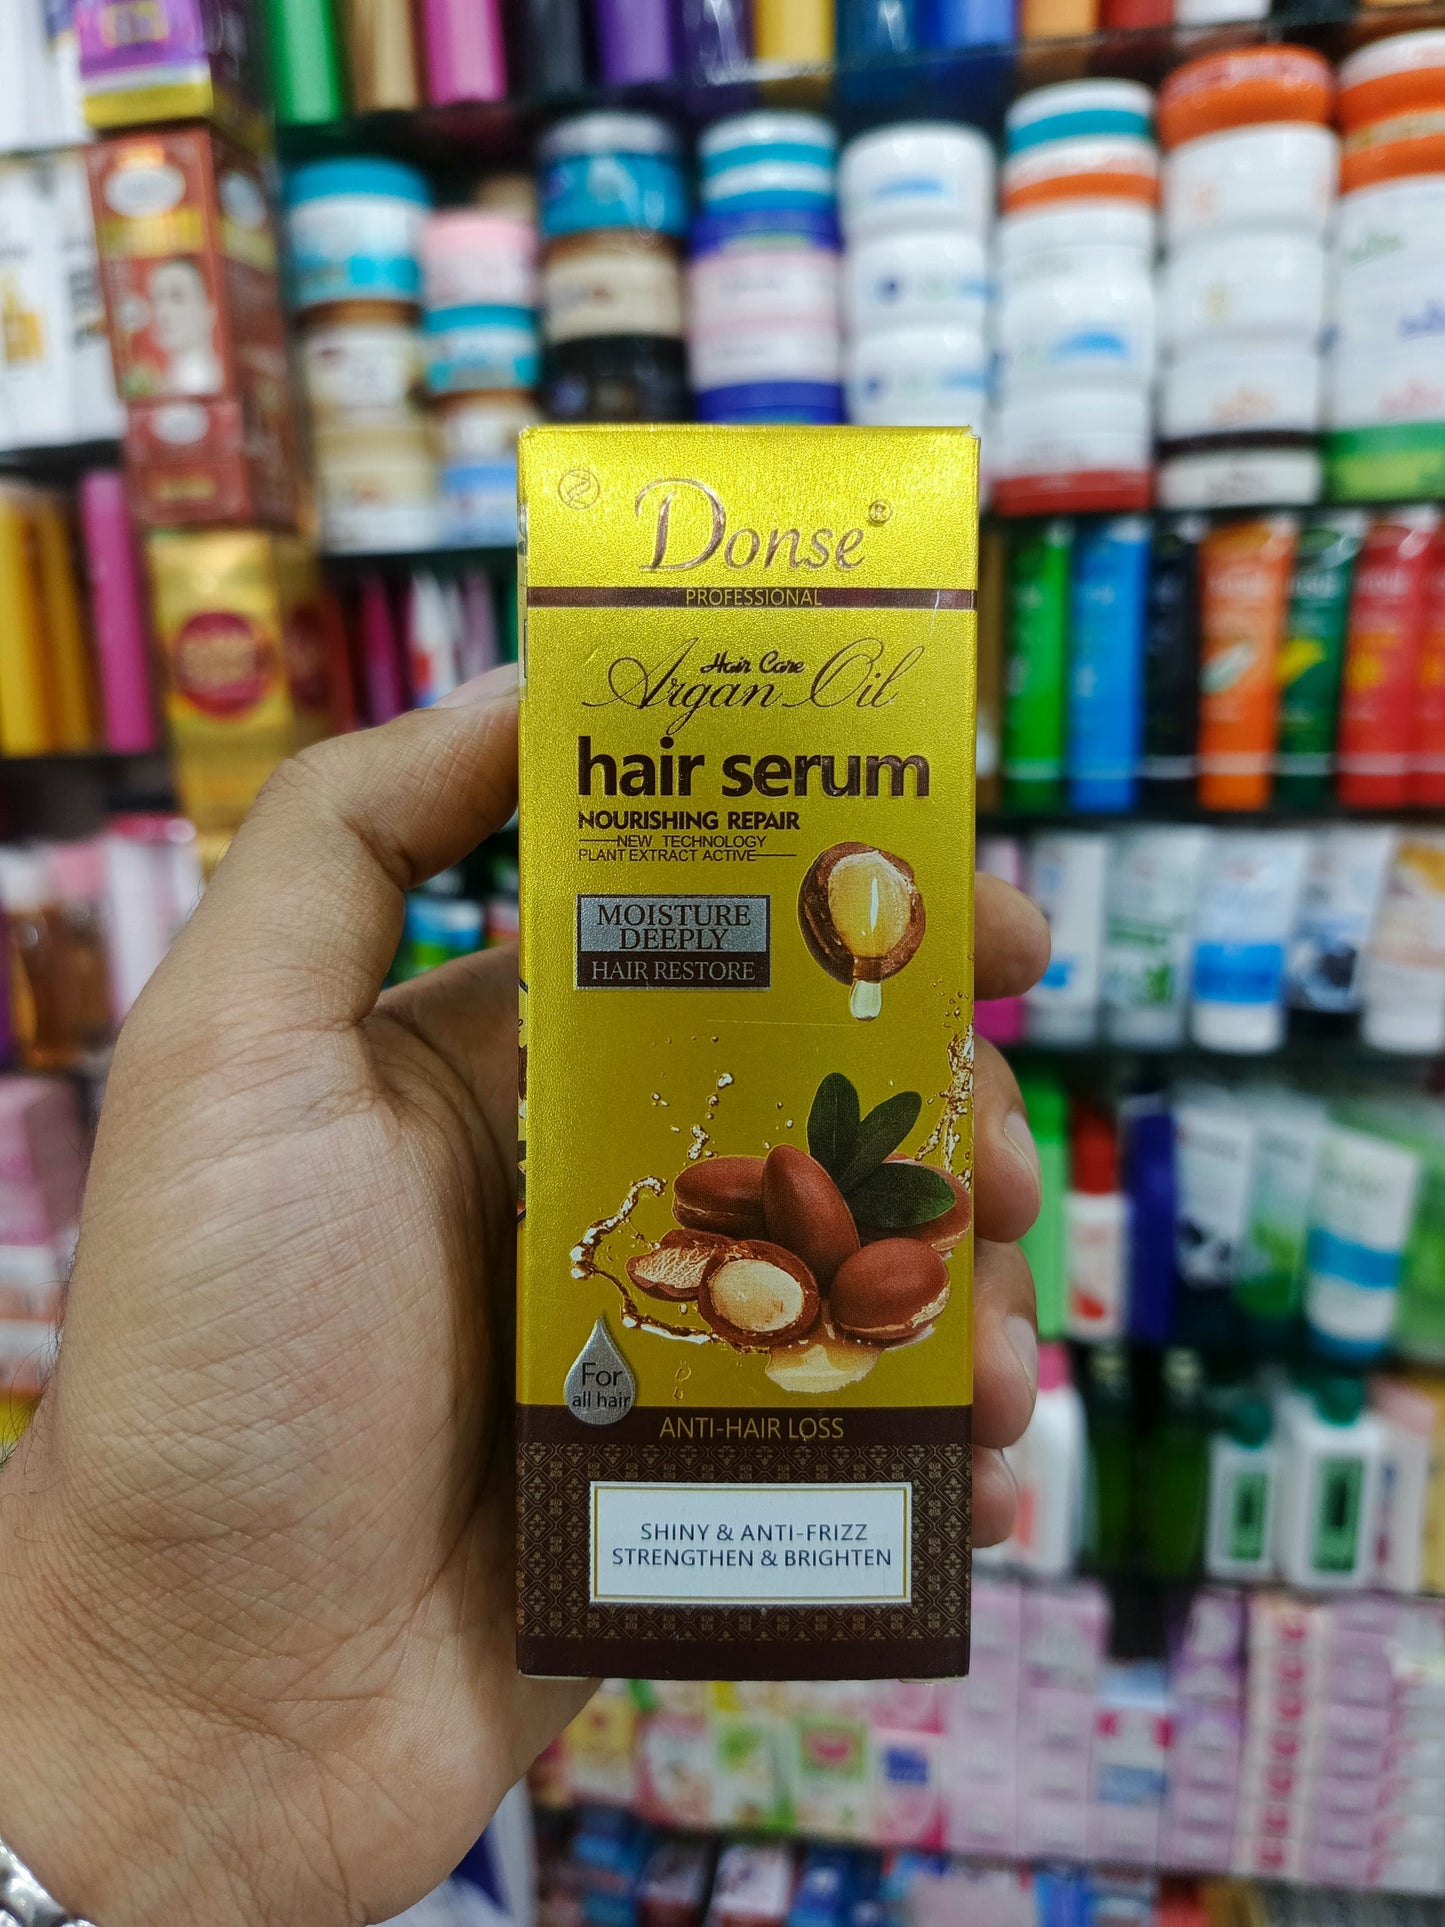 Donse®
PROFESSIONAL
Hair Care
Argan Oil
hair serum
NOURISHING REPAIR
NEW TECHNOLOGY
PLANT EXTRACT ACTIVE
MOISTURE
DEEPLY
HAIR RESTORE
For
all hair
ANTI-HAIR LOSS
SHINY & ANTI-FRIZZ
STRENGTHEN & BRIGHTEN